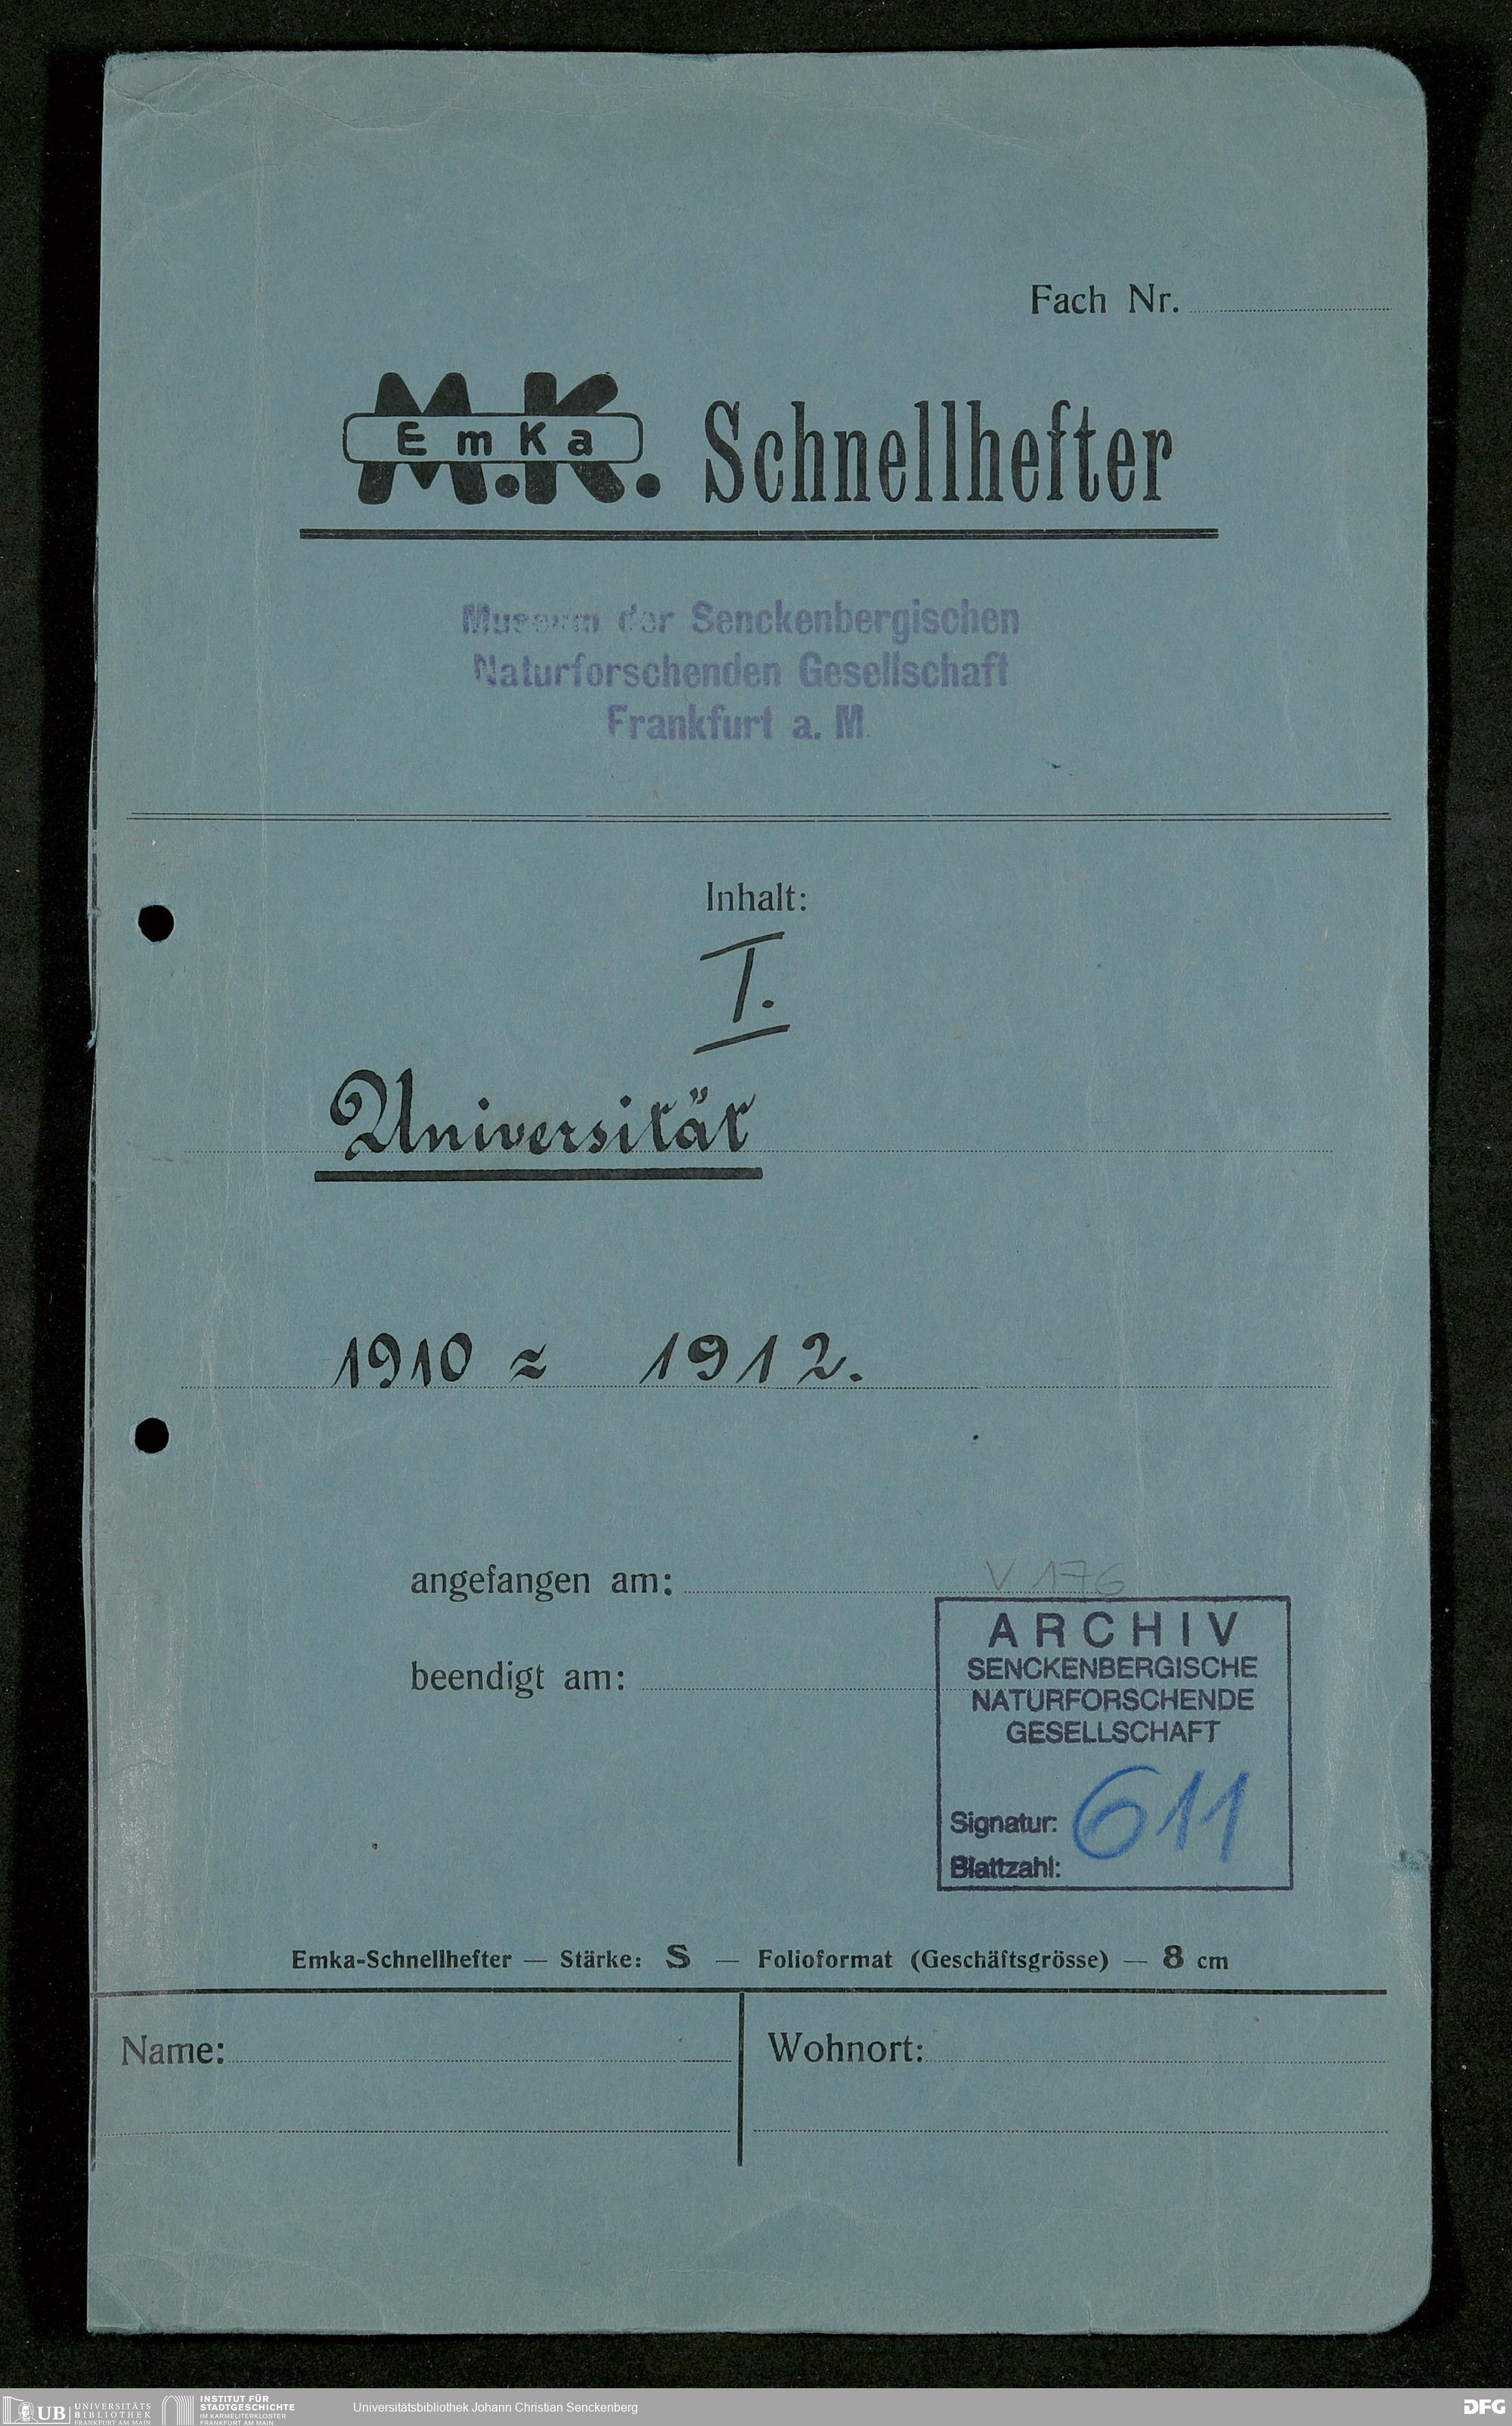 Fach Nr.
M.K. EmKa Schnellhefter
Museum der Senckenbergischen
Naturforschenden Gesellschaft
Frankfurt a. M.
Inhalt:
I.
Universität
1910 = 1912.
angefangen am:
V 176
beendigt am:
ARCHIV
SENCKENBERGISCHE
NATURFORSCHENDE
GESELLSCHAFT
Signatur: 611
Blattzahl:
Emka-Schnellhefter — Stärke: S — Folioformat (Geschäftsgrösse) — 8 cm
Name:
Wohnort:
UB UNIVERSITÄTS
BIBLIOTHEK
FRANKFURT AM MAIN
INSTITUT FÜR
STADTGESCHICHTE
IM KARMELITERKLOSTER
FRANKFURT AM MAIN
Universitätsbibliothek Johann Christian Senckenberg
DFG